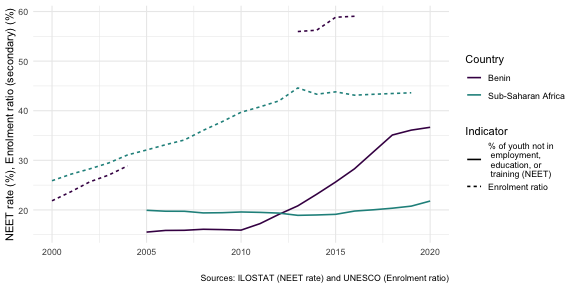 NEET rate (%), Enrolment ratio (secondary) (%)
60
50
40
30
20
2000
2005
2010
2015
2020
Country
Benin
Sub-Saharan Africa
Indicator
% of youth not in
employment,
education, or
training (NEET)
Enrolment ratio
Sources: ILOSTAT (NEET rate) and UNESCO (Enrolment ratio)